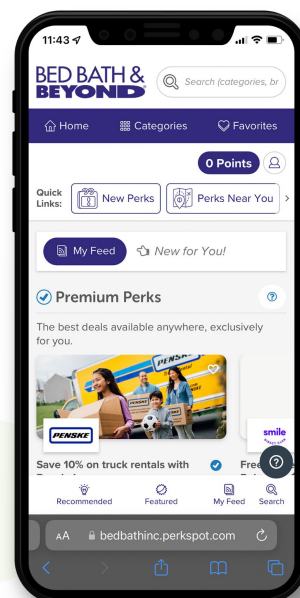 11:43
BED BATH &
BEYOND
Search (categories, br
Home
Categories
Favorites
0 Points
Quick
Links:
New Perks
Perks Near You
My Feed
New for You!
Premium Perks
The best deals available anywhere, exclusively
for you.
PENSKE
PENSKE
smile
Save 10% on truck rentals with
Free
Recommended
Featured
My Feed
Search
AA
bedbathinc.perkspot.com